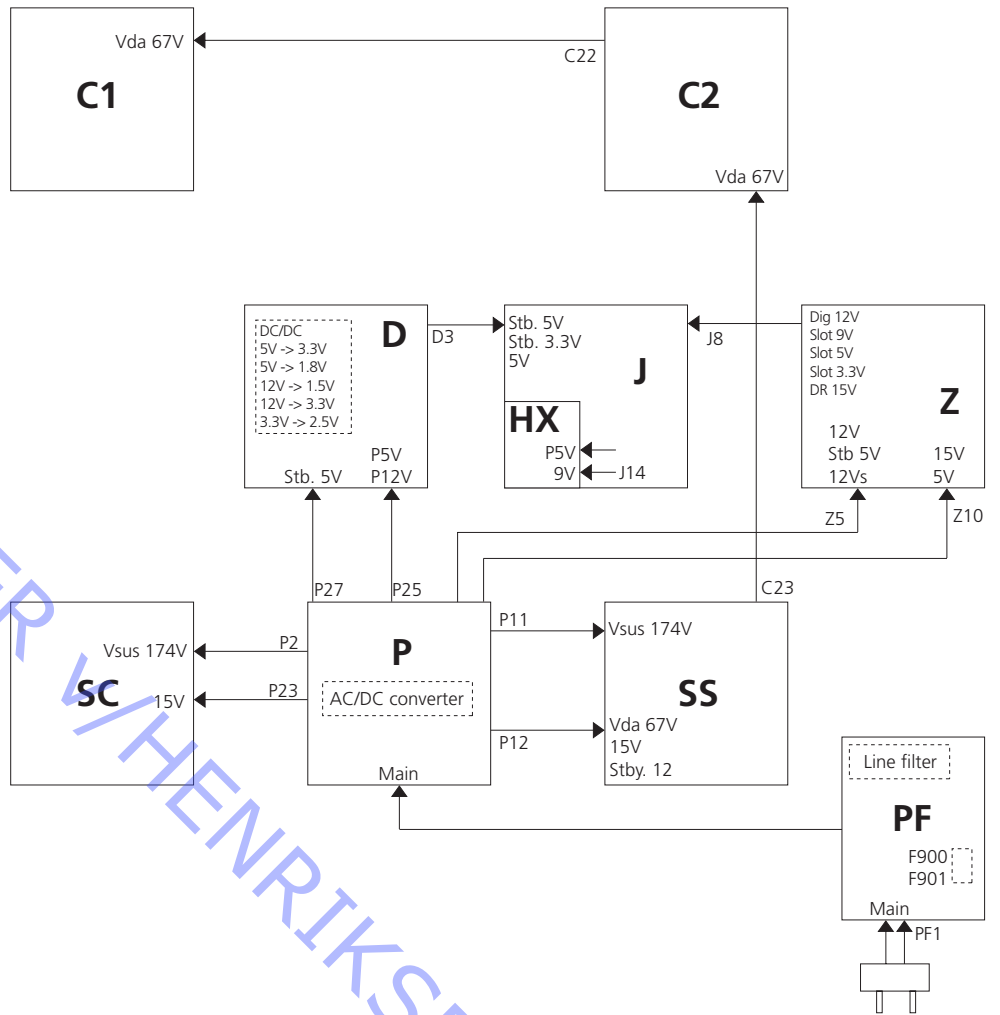 Vda 67V
C1
C22
C2
Vda 67V
DC/DC
5V -> 3.3V
5V -> 1.8V
12V -> 1.5V
12V -> 3.3V
3.3V -> 2.5V
D
P5V
Stb. 5V
P12V
D3
Stb. 5V
Stb. 3.3V
5V
J
HX
P5V
9V
J14
J8
Dig 12V
Slot 9V
Slot 5V
Slot 3.3V
DR 15V
Z
12V
Stb 5V
12Vs
15V
5V
Z5
Z10
P27
P25
C23
Vsus 174V
SC
15V
P2
P23
P
AC/DC converter
Main
P11
P12
Vsus 174V
SS
Vda 67V
15V
Stby. 12
Line filter
PF
F900
F901
Main
PF1